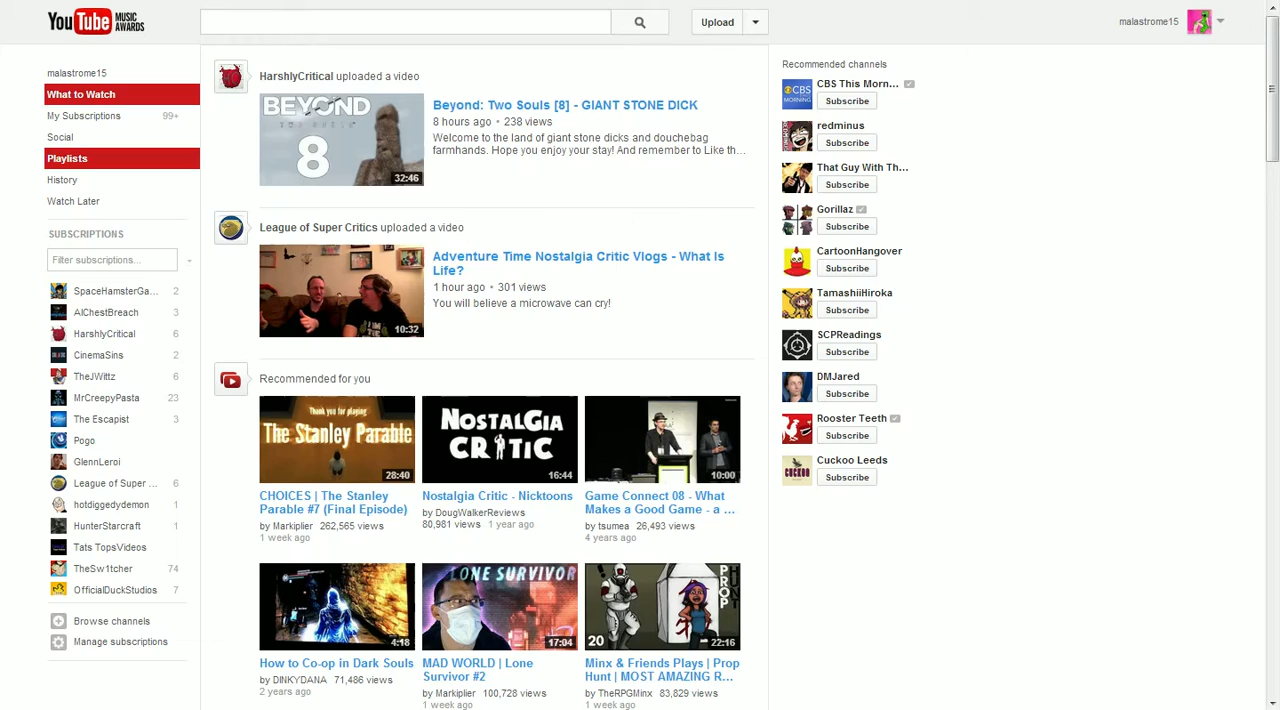 YouTube MUSIC AWARDS
Upload
malastrome15
malastrome15
What to Watch
My Subscriptions 99+
Social
Playlists
History
Watch Later
SUBSCRIPTIONS
Filter subscriptions...
SpaceHamsterGa... 2
AlChestBreach 3
HarshlyCritical 6
CinemaSins 2
TheJWittz 6
MrCreepyPasta 23
The Escapist 3
Pogo
GlennLeroi
League of Super ... 6
hotdiggedydemon 1
HunterStarcraft 1
Tats TopsVideos
TheSw1tcher 74
OfficialDuckStudios 7
Browse channels
Manage subscriptions
HarshlyCritical uploaded a video
BEYOND
TWO SOULS
8
32:46
Beyond: Two Souls [8] - GIANT STONE DICK
8 hours ago • 238 views
Welcome to the land of giant stone dicks and douchebag
farmhands. Hope you enjoy your stay! And remember to Like th...
League of Super Critics uploaded a video
10:32
Adventure Time Nostalgia Critic Vlogs - What Is
Life?
1 hour ago • 301 views
You will believe a microwave can cry!
Recommended for you
Thank you for playing
The Stanley Parable
28:40
CHOICES | The Stanley
Parable #7 (Final Episode)
by Markiplier 262,565 views
1 week ago
NOSTALGIA
CRITIC
16:44
Nostalgia Critic - Nicktoons
by DougWalkerReviews
80,981 views 1 year ago
10:00
Game Connect 08 - What
Makes a Good Game - a ...
by tsumea 26,493 views
4 years ago
4:18
How to Co-op in Dark Souls
by DINKYDANA 71,486 views
2 years ago
LONE SURVIVOR
17:04
MAD WORLD | Lone
Survivor #2
by Markiplier 100,728 views
1 week ago
PROP
HUNT
20
22:16
Minx & Friends Plays | Prop
Hunt | MOST AMAZING R...
by TheRPGMinx 83,829 views
1 week ago
Recommended channels
CBS
MORNING
CBS This Morn...
Subscribe
redminus
Subscribe
That Guy With Th...
Subscribe
Gorillaz
Subscribe
CartoonHangover
Subscribe
TamashiiHiroka
Subscribe
SCPReadings
Subscribe
DMJared
Subscribe
Rooster Teeth
Subscribe
CUCKOO
Cuckoo Leeds
Subscribe